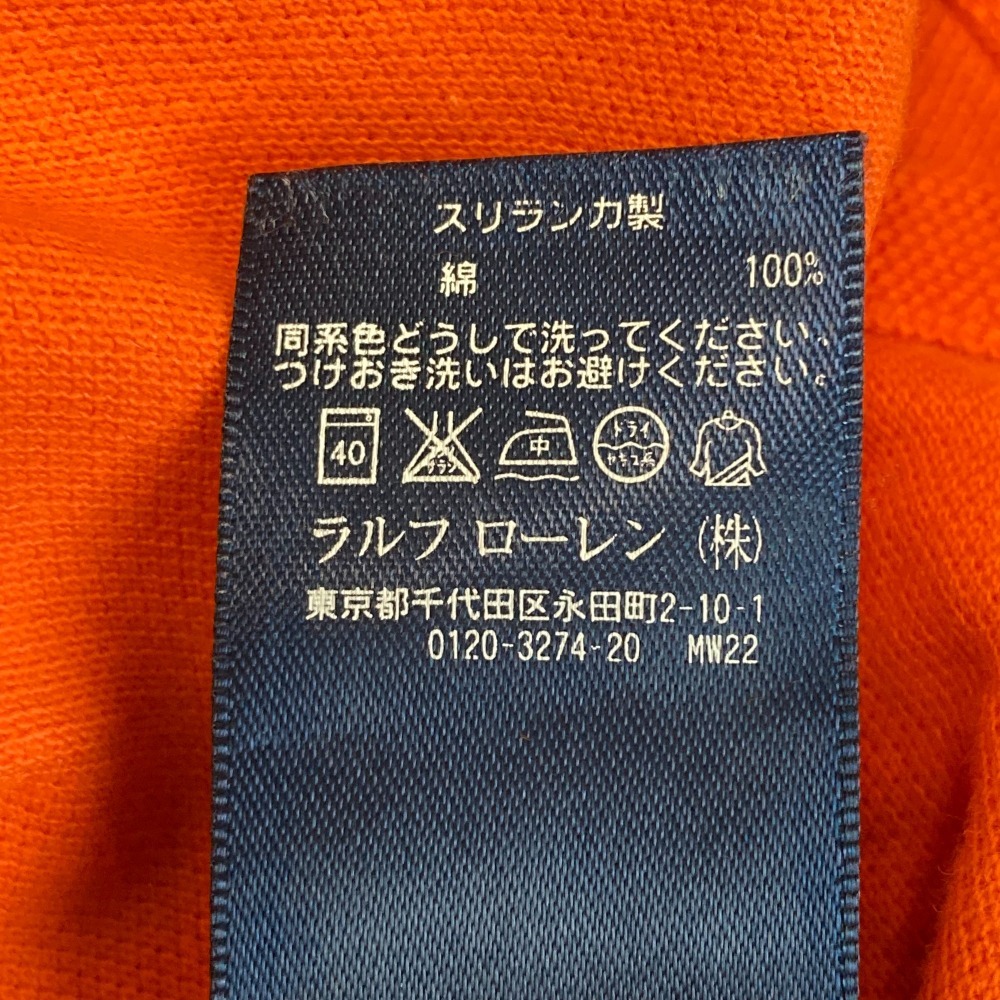 スリランカ製
綿 100%
同系色どうしで洗ってください。
つけおき洗いはお避けください。
40 中 ドライ
ラルフ ローレン (株)
東京都千代田区永田町2-10-1
0120-3274-20 MW22